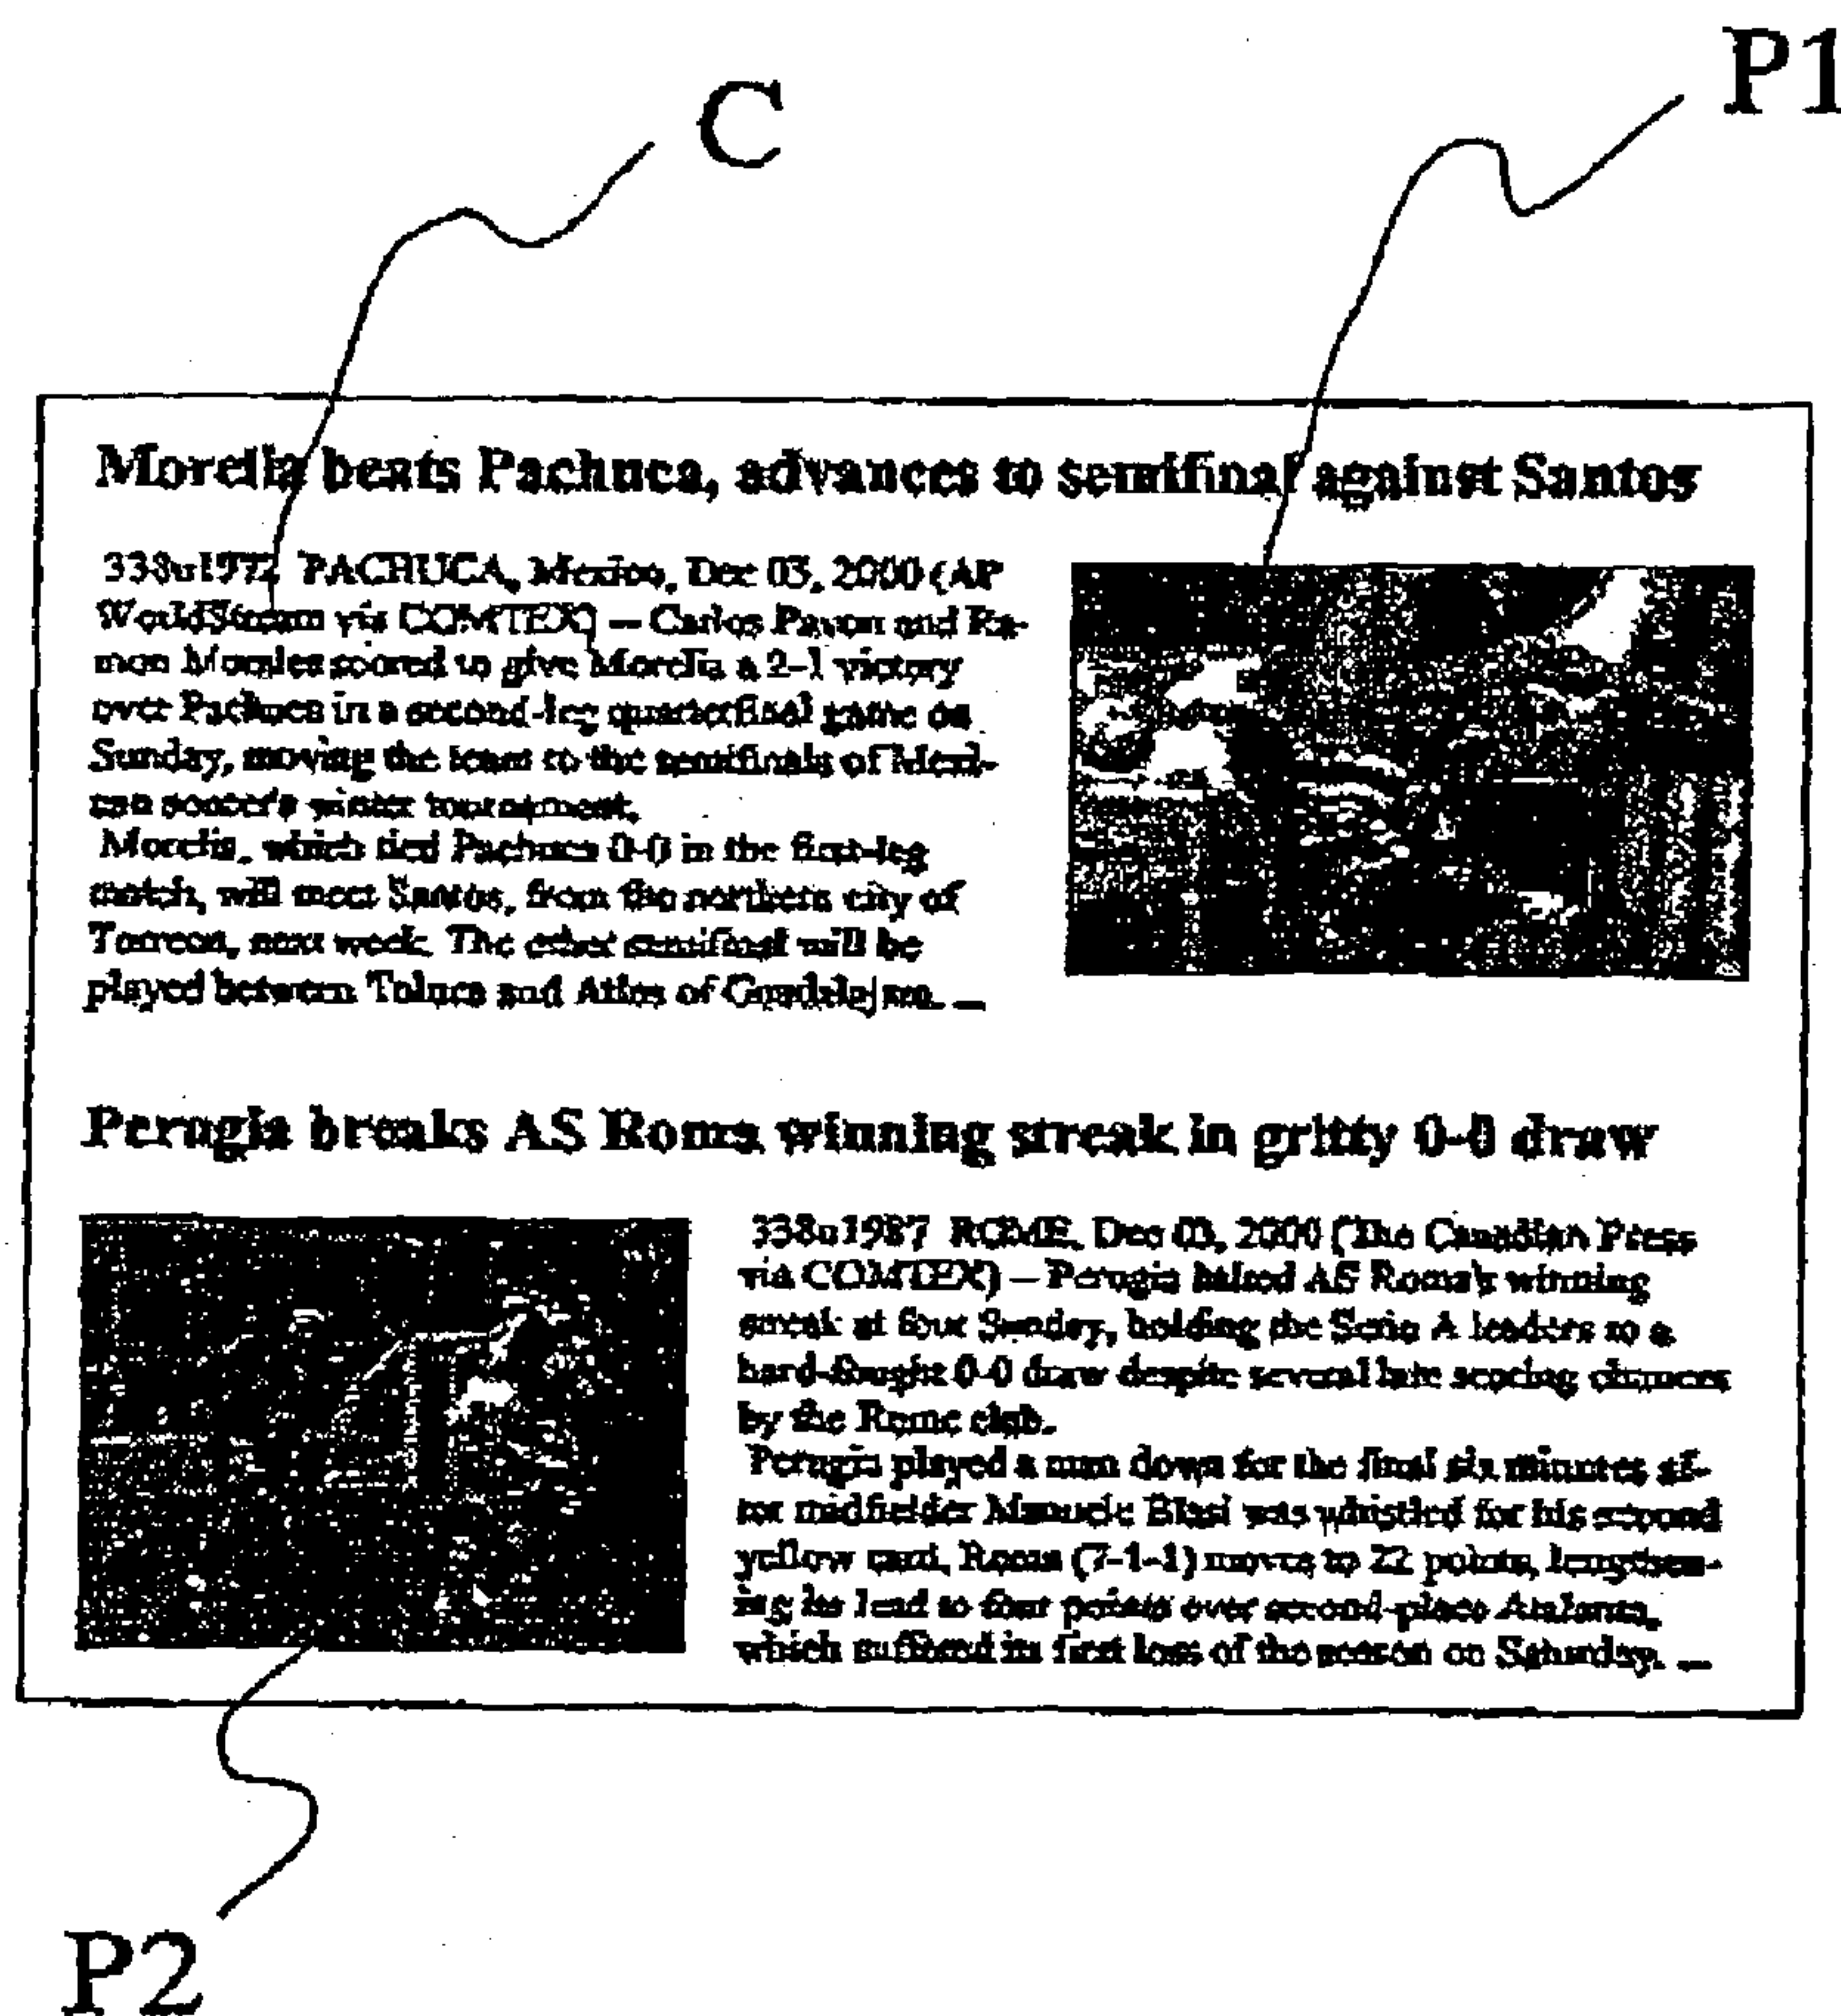 C
P1
Morelia beats Pachuca, advances to semifinal against Santos
338u1974 PACHUCA, Mexico, Dec 03, 2000 (AP
WorldStream via COMTEX) -- Carlos Pavon and Ra-
mon Morales scored to give Morelia a 2-1 victory
over Pachuca in a second-leg quarterfinal game on
Sunday, moving the team to the semifinals of Mexi-
can soccer's winter tournament.
Morelia, which tied Pachuca 0-0 in the first-leg
match, will meet Santos, from the northern city of
Torreon, next week. The other semifinal will be
played between Toluca and Atlas of Guadalajara. —
Perugia breaks AS Roma winning streak in gritty 0-0 draw
338u1987 ROME, Dec 03, 2000 (The Canadian Press
via COMTEX) -- Perugia halted AS Roma's winning
streak at four Sunday, holding the Serie A leaders to a
hard-fought 0-0 draw despite several late scoring chances
by the Rome club.
Perugia played a man down for the final six minutes af-
ter midfielder Manuele Blasi was whistled for his second
yellow card, Roma (7-1-1) moves to 22 points, lengthen-
ing its lead to four points over second-place Atalanta,
which suffered its first loss of the season on Saturday. —
P2